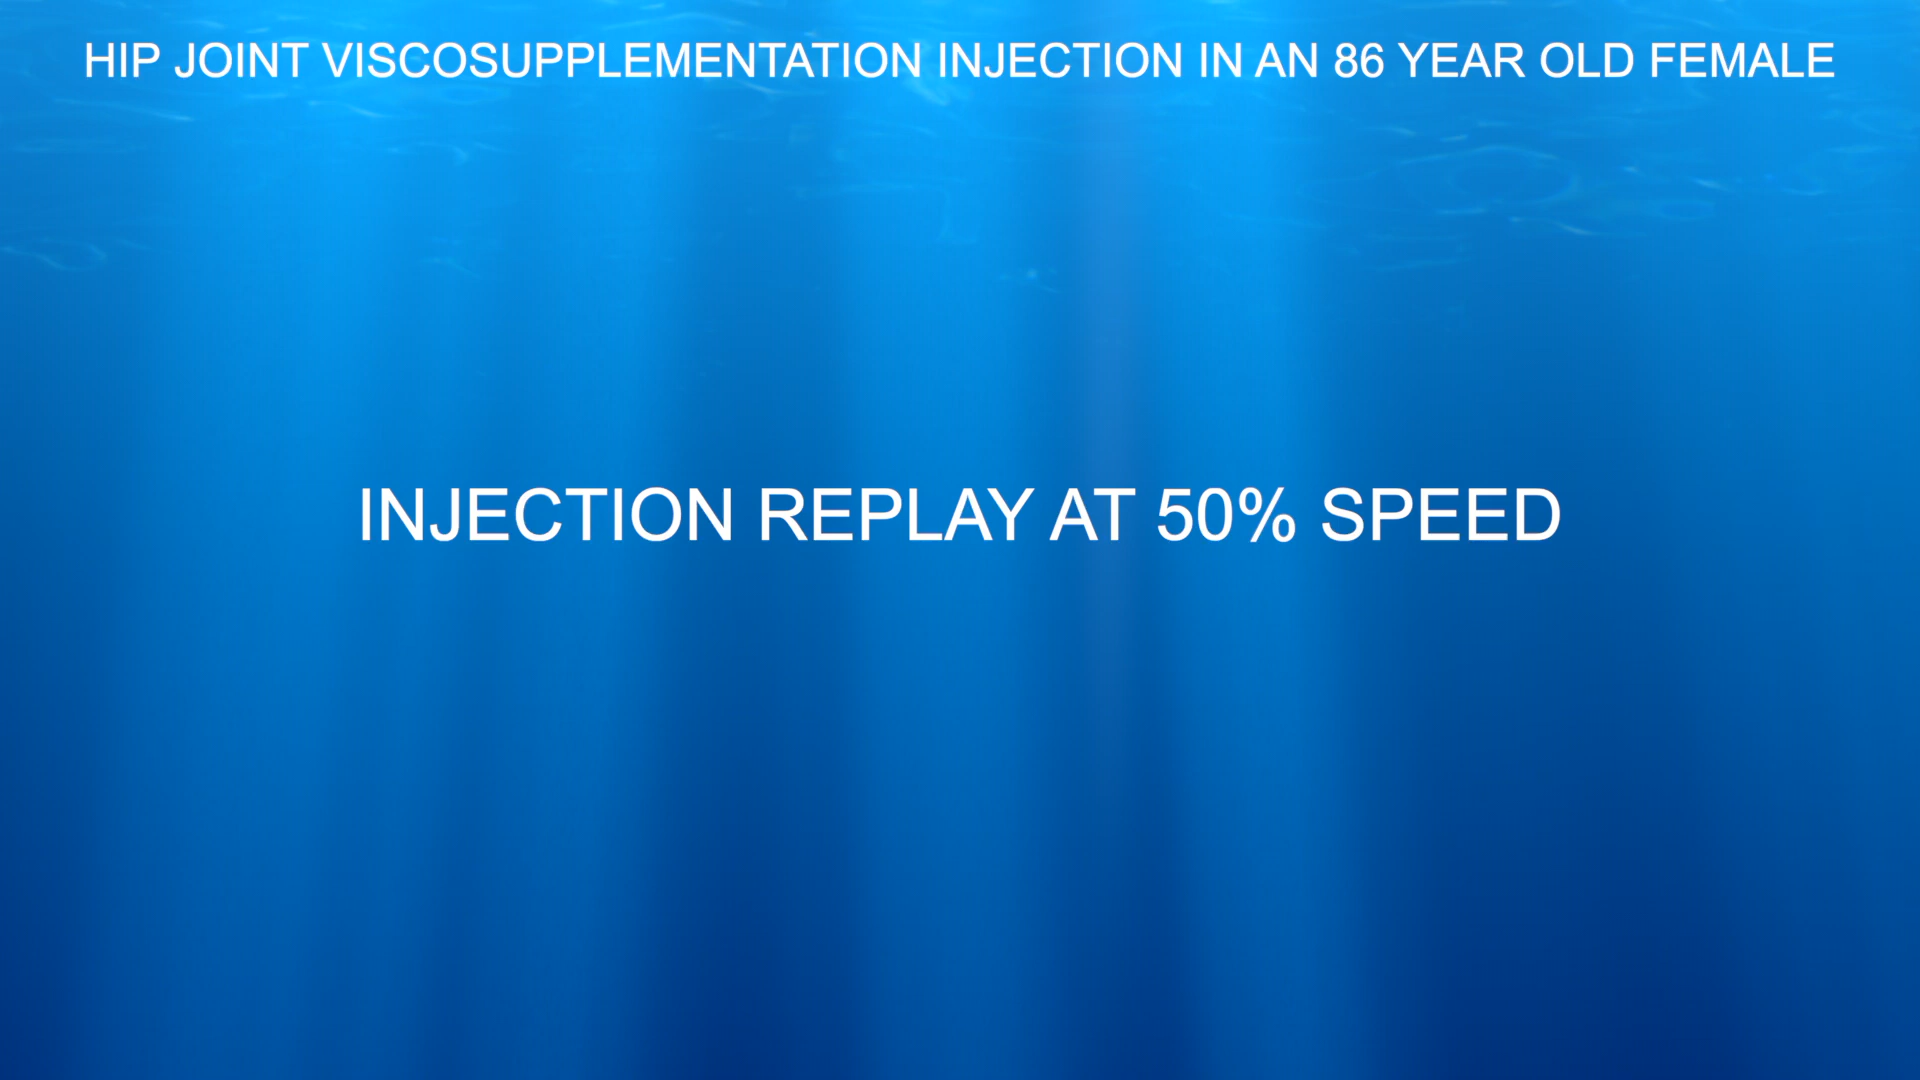 HIP JOINT VISCOSUPPLEMENTATION INJECTION IN AN 86 YEAR OLD FEMALE
INJECTION REPLAY AT 50% SPEED